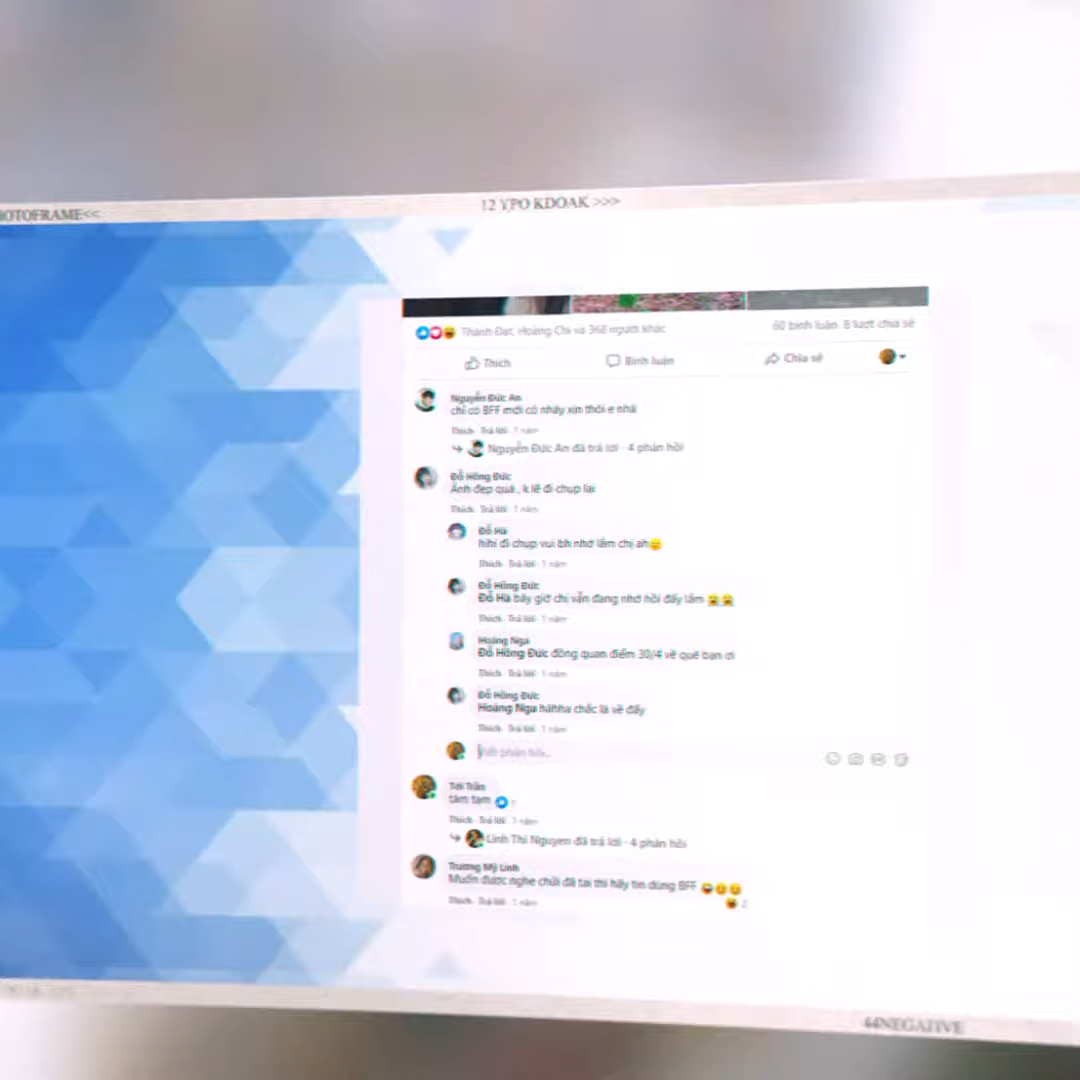 HOTOFRAME<<
12 YPO KDOAK >>>
Thành Đạt, Hoàng Chi và 368 người khác
60 bình luận 8 lượt chia sẻ
Thích
Bình luận
Chia sẻ
Nguyễn Đức An
chỉ có BFF mới có nhảy xịn thôi e nhá
Thích · Trả lời · 1 năm
Nguyễn Đức An đã trả lời · 4 phản hồi
Đỗ Hồng Đức
Ảnh đẹp quá , k lẽ đi chụp lại
Thích · Trả lời · 1 năm
Đỗ Hà
hihi đi chụp vui bh nhớ lắm chị ah
Thích · Trả lời · 1 năm
Đỗ Hồng Đức
Đỗ Hà bây giờ chị vẫn đang nhớ hồi đấy lắm
Thích · Trả lời · 1 năm
Hoàng Nga
Đỗ Hồng Đức đồng quan điểm 30/4 về quê bạn ơi
Thích · Trả lời · 1 năm
Đỗ Hồng Đức
Hoàng Nga hahha chắc là về đấy
Thích · Trả lời · 1 năm
Viết phản hồi...
Tới Trần
tàm tạm
Thích · Trả lời · 1 năm
Linh Thi Nguyen đã trả lời · 4 phản hồi
Trương Mỹ Linh
Muốn được nghe chửi đã tai thì hãy tin dùng BFF
2
Thích · Trả lời · 1 năm
44NEGATIVE